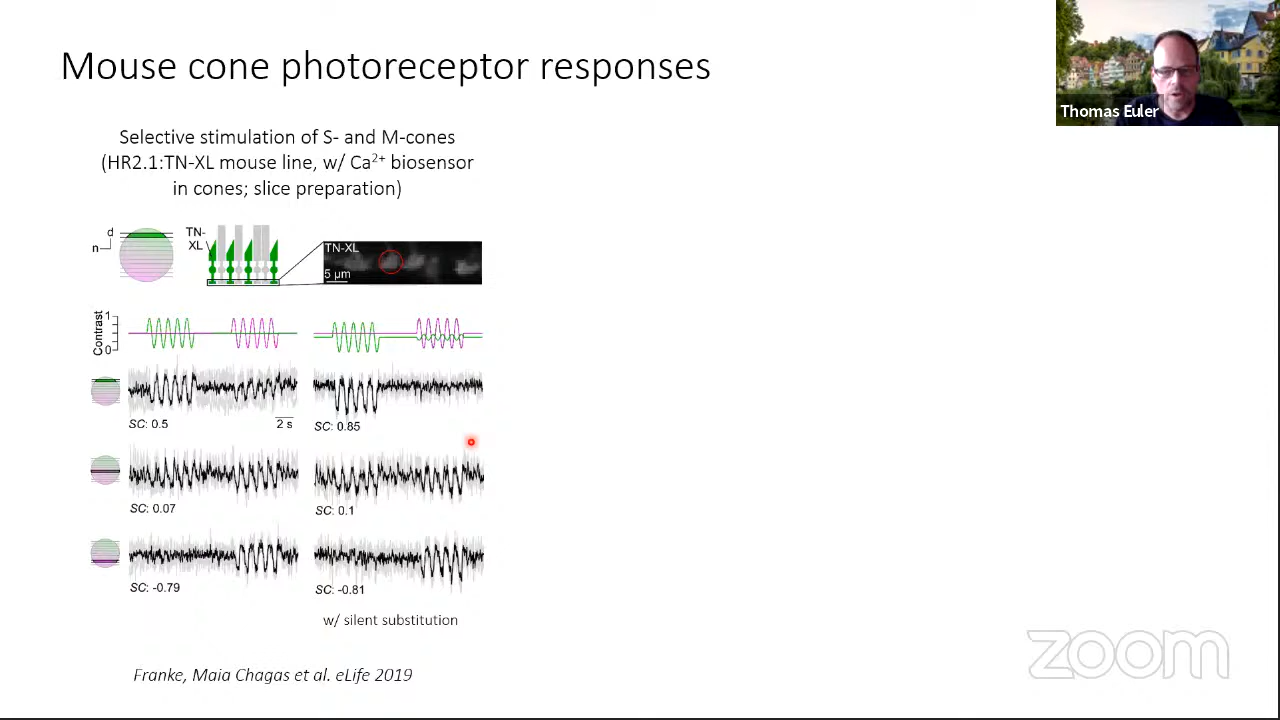 Mouse cone photoreceptor responses
Thomas Euler
Selective stimulation of S- and M-cones
(HR2.1:TN-XL mouse line, w/ Ca²⁺ biosensor
in cones; slice preparation)
d
n
TN-
XL
TN-XL
5 µm
Contrast
1
0
SC: 0.5
2 s
SC: 0.85
SC: 0.07
SC: 0.1
SC: -0.79
SC: -0.81
w/ silent substitution
Franke, Maia Chagas et al. eLife 2019
zoom